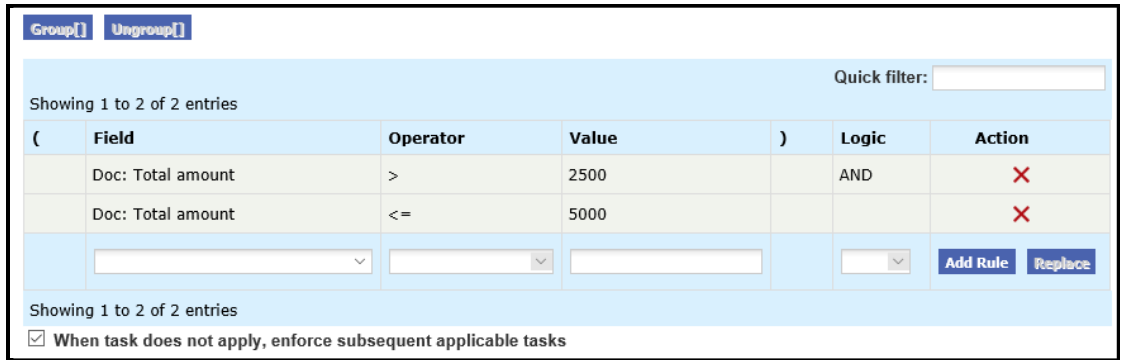 Group[] Ungroup[]
Quick filter:
Showing 1 to 2 of 2 entries
( Field Operator Value ) Logic Action
Doc: Total amount > 2500 AND
Doc: Total amount <= 5000
Add Rule Replace
Showing 1 to 2 of 2 entries
When task does not apply, enforce subsequent applicable tasks